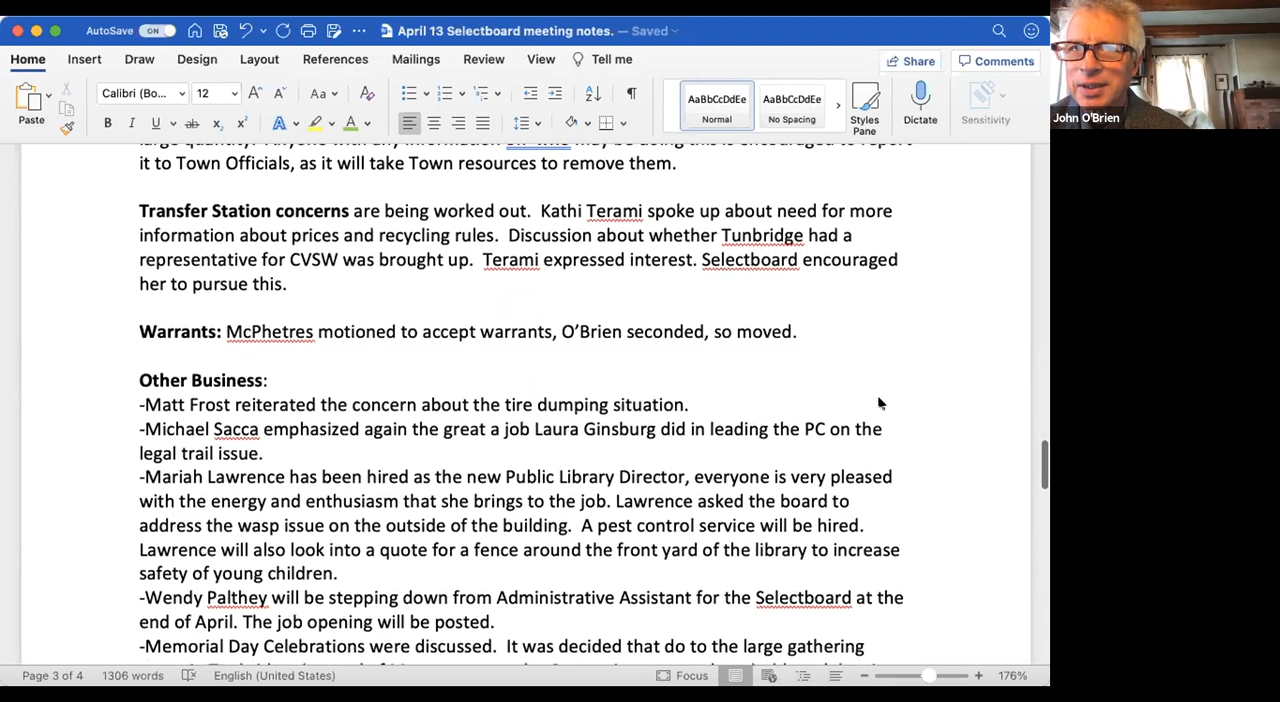 AutoSave ON
April 13 Selectboard meeting notes. — Saved
Home Insert Draw Design Layout References Mailings Review View Tell me Share Comments
Paste Calibri (Bo... 12 Aa AaBbCcDdEe Normal AaBbCcDdEe No Spacing Styles Pane Dictate Sensitivity
John O'Brien
it to Town Officials, as it will take Town resources to remove them.
Transfer Station concerns are being worked out. Kathi Terami spoke up about need for more
information about prices and recycling rules. Discussion about whether Tunbridge had a
representative for CVSW was brought up. Terami expressed interest. Selectboard encouraged
her to pursue this.
Warrants: McPhetres motioned to accept warrants, O’Brien seconded, so moved.
Other Business:
-Matt Frost reiterated the concern about the tire dumping situation.
-Michael Sacca emphasized again the great a job Laura Ginsburg did in leading the PC on the
legal trail issue.
-Mariah Lawrence has been hired as the new Public Library Director, everyone is very pleased
with the energy and enthusiasm that she brings to the job. Lawrence asked the board to
address the wasp issue on the outside of the building. A pest control service will be hired.
Lawrence will also look into a quote for a fence around the front yard of the library to increase
safety of young children.
-Wendy Palthey will be stepping down from Administrative Assistant for the Selectboard at the
end of April. The job opening will be posted.
-Memorial Day Celebrations were discussed. It was decided that do to the large gathering
Page 3 of 4 1306 words English (United States) Focus 176%